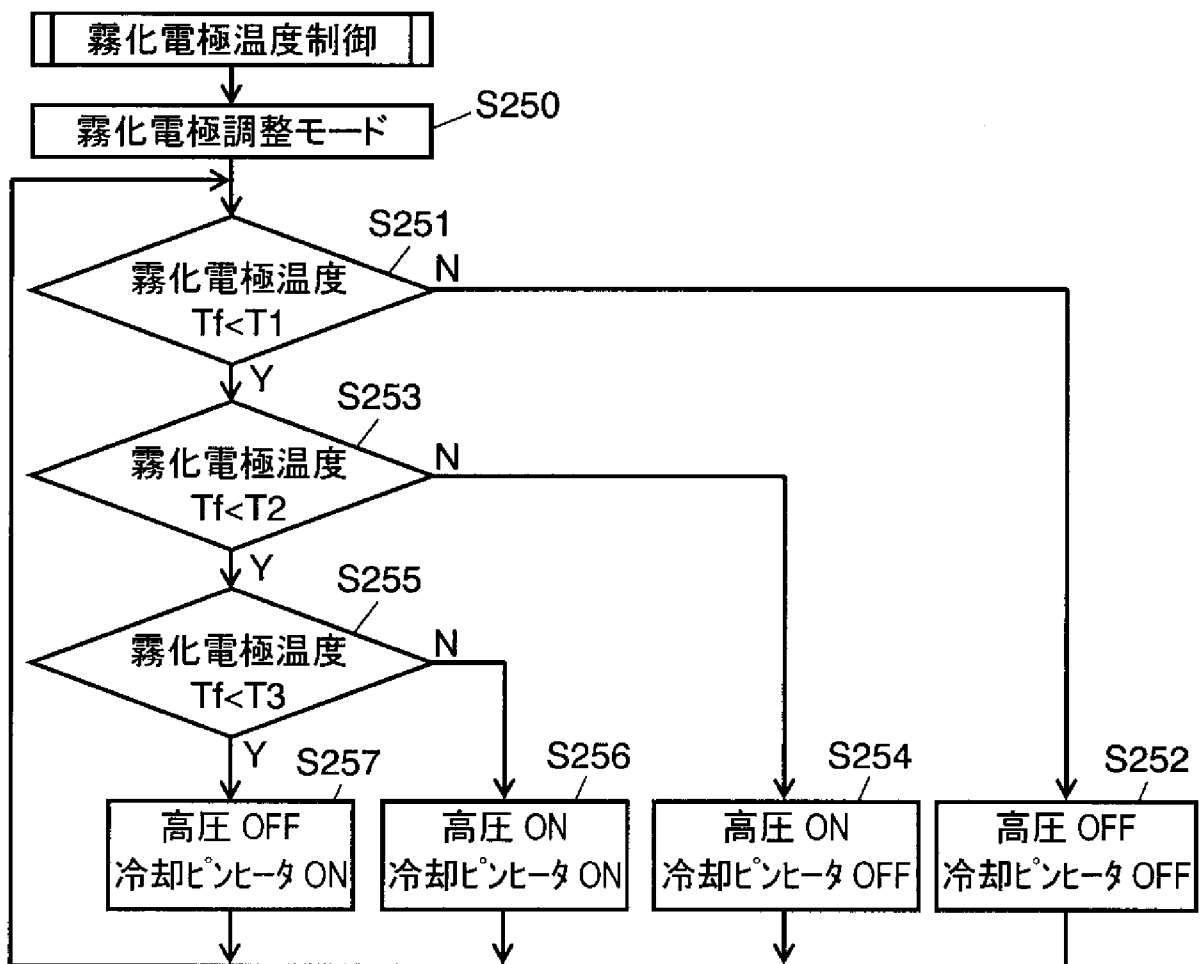 霧化電極温度制御
霧化電極調整モード
S250
S251
霧化電極温度
Tf<T1
N
Y
S253
霧化電極温度
Tf<T2
N
Y
S255
霧化電極温度
Tf<T3
N
Y
S257
高圧 OFF
冷却ピンヒータ ON
S256
高圧 ON
冷却ピンヒータ ON
S254
高圧 ON
冷却ピンヒータ OFF
S252
高圧 OFF
冷却ピンヒータ OFF